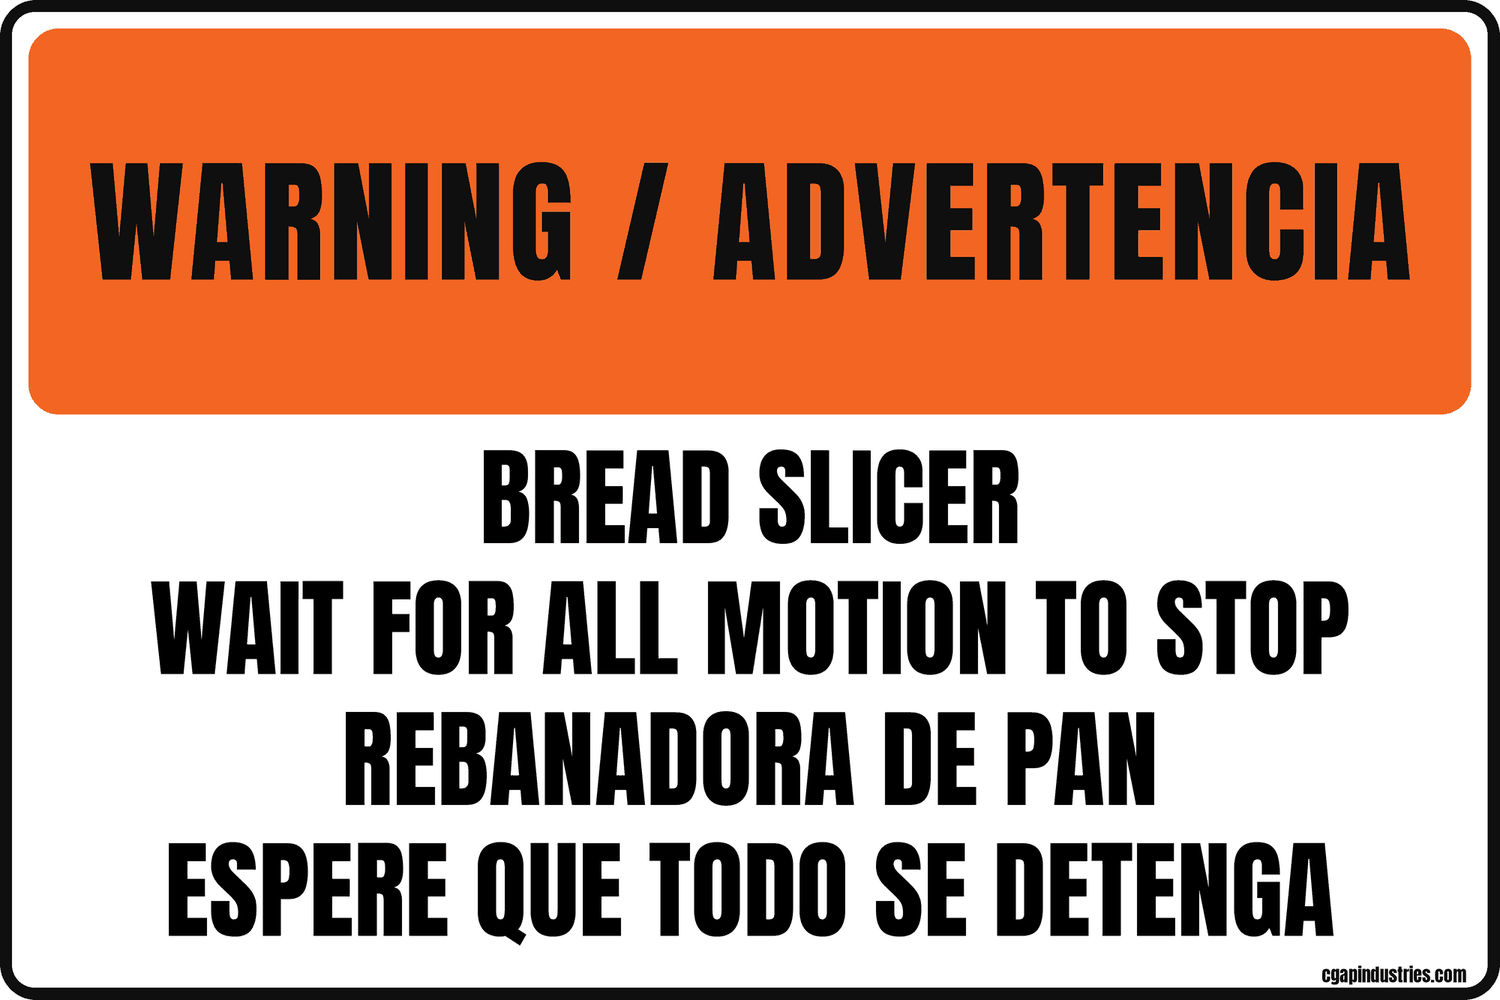 WARNING / ADVERTENCIA
BREAD SLICER
WAIT FOR ALL MOTION TO STOP
REBANADORA DE PAN
ESPERE QUE TODO SE DETENGA
cgapindustries.com